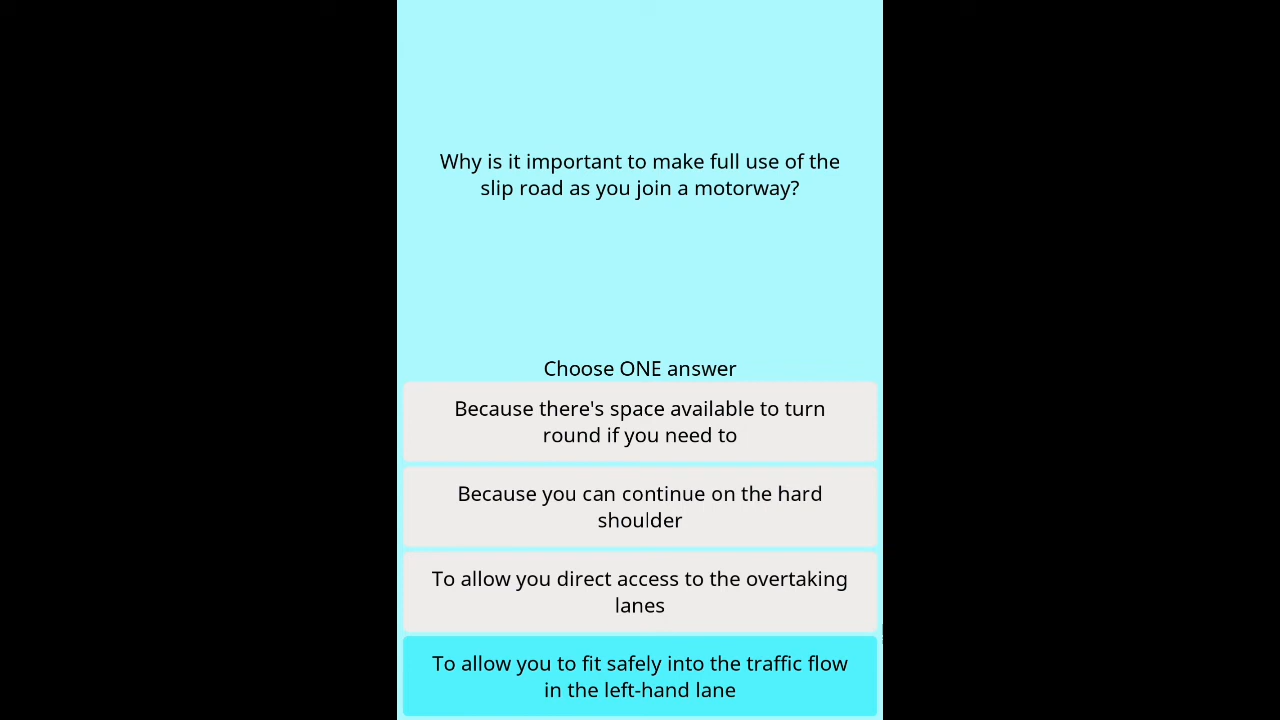 Why is it important to make full use of the
slip road as you join a motorway?
Choose ONE answer
Because there's space available to turn
round if you need to
Because you can continue on the hard
shoulder
To allow you direct access to the overtaking
lanes
To allow you to fit safely into the traffic flow
in the left-hand lane